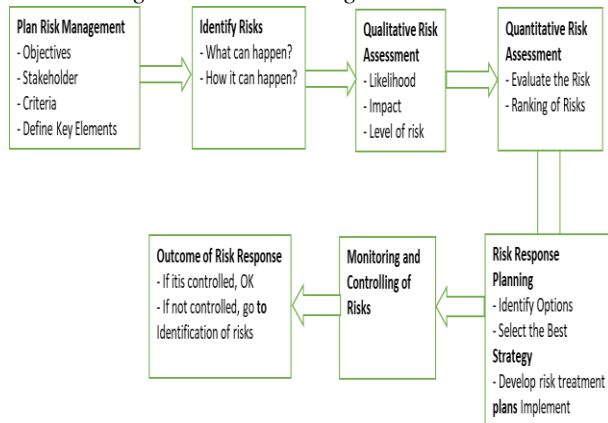 Plan Risk Management
- Objectives
- Stakeholder
- Criteria
- Define Key Elements
Identify Risks
- What can happen?
- How it can happen?
Qualitative Risk
Assessment
- Likelihood
- Impact
- Level of risk
Quantitative Risk
Assessment
- Evaluate the Risk
- Ranking of Risks
Risk Response
Planning
- Identify Options
- Select the Best
Strategy
- Develop risk treatment
plans Implement
Monitoring and
Controlling of
Risks
Outcome of Risk Response
- If itis controlled, OK
- If not controlled, go to
Identification of risks